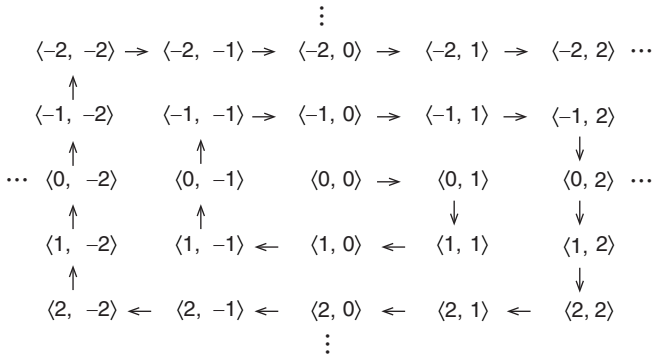 ⋮
⟨−2, −2⟩ → ⟨−2, −1⟩ → ⟨−2, 0⟩ → ⟨−2, 1⟩ → ⟨−2, 2⟩ ···
↑
⟨−1, −2⟩ ⟨−1, −1⟩ → ⟨−1, 0⟩ → ⟨−1, 1⟩ → ⟨−1, 2⟩
↑ ↑ ↓
··· ⟨0, −2⟩ ⟨0, −1⟩ ⟨0, 0⟩ → ⟨0, 1⟩ ⟨0, 2⟩ ···
↑ ↑ ↓ ↓
⟨1, −2⟩ ⟨1, −1⟩ ← ⟨1, 0⟩ ← ⟨1, 1⟩ ⟨1, 2⟩
↑ ↓
⟨2, −2⟩ ← ⟨2, −1⟩ ← ⟨2, 0⟩ ← ⟨2, 1⟩ ← ⟨2, 2⟩
⋮